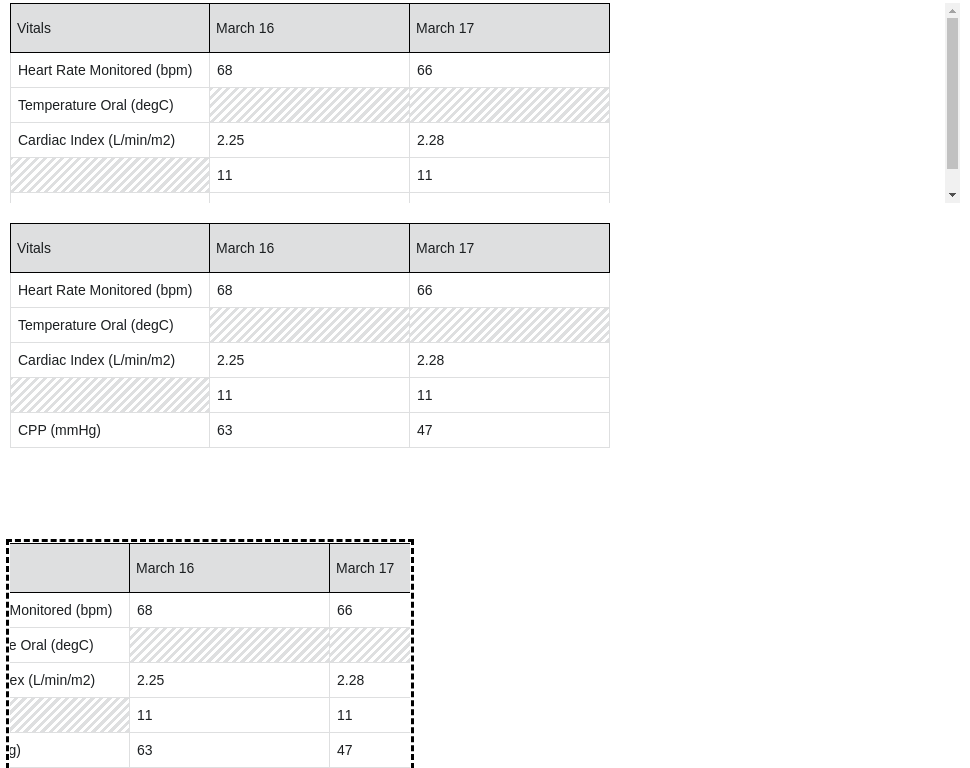 Vitals March 16 March 17
Heart Rate Monitored (bpm) 68 66
Temperature Oral (degC)
Cardiac Index (L/min/m2) 2.25 2.28
11 11
Vitals March 16 March 17
Heart Rate Monitored (bpm) 68 66
Temperature Oral (degC)
Cardiac Index (L/min/m2) 2.25 2.28
11 11
CPP (mmHg) 63 47
March 16 March 17
Monitored (bpm) 68 66
e Oral (degC)
ex (L/min/m2) 2.25 2.28
11 11
g) 63 47